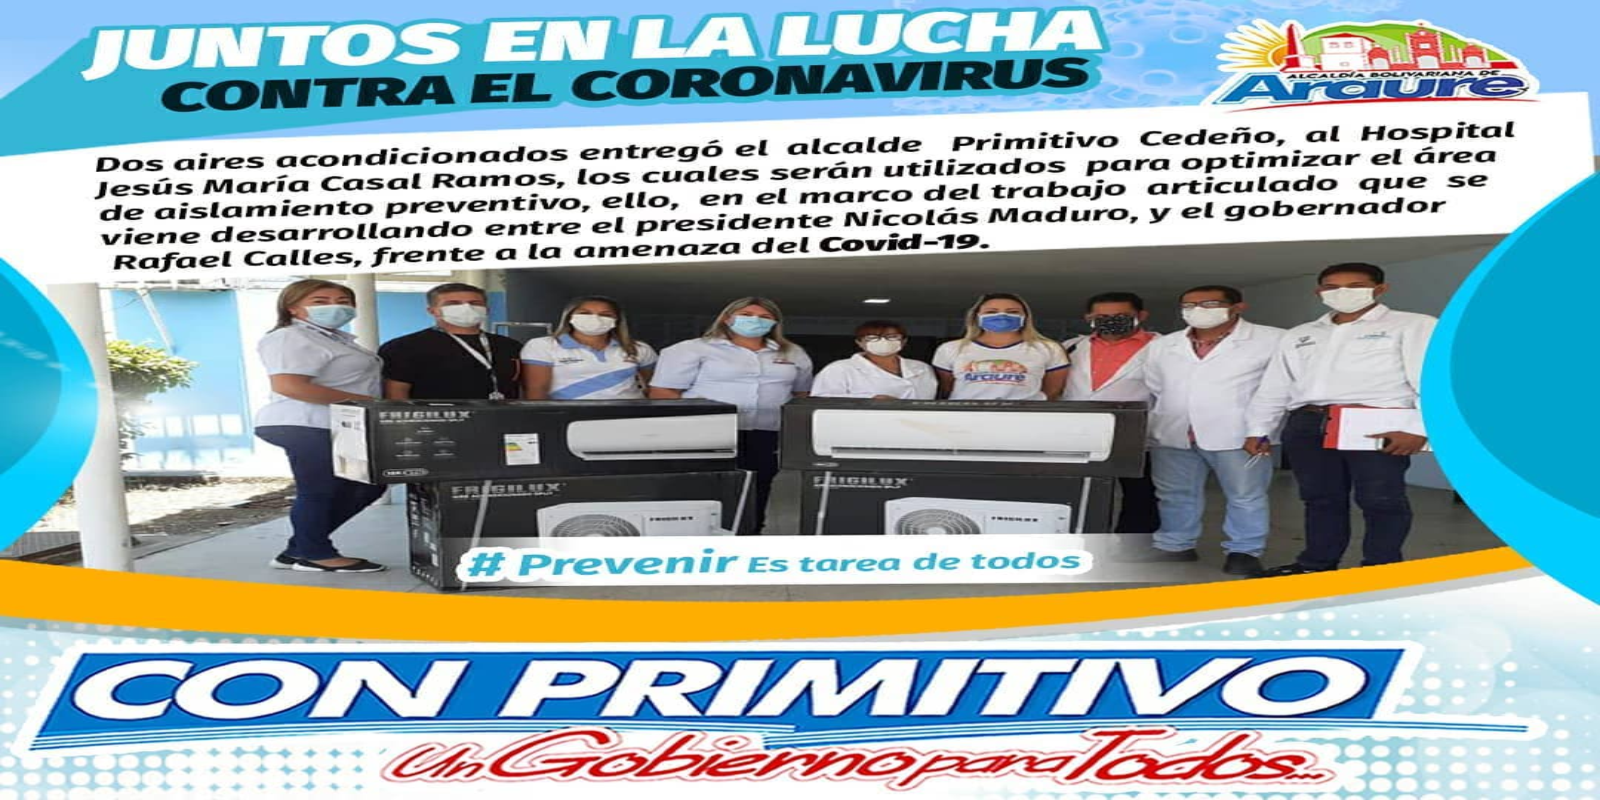 JUNTOS EN LA LUCHA
CONTRA EL CORONAVIRUS
ALCALDÍA BOLIVARIANA DE
Araure
Dos aires acondicionados entregó el alcalde Primitivo Cedeño, al Hospital
Jesús María Casal Ramos, los cuales serán utilizados para optimizar el área
de aislamiento preventivo, ello, en el marco del trabajo articulado que se
viene desarrollando entre el presidente Nicolás Maduro, y el gobernador
Rafael Calles, frente a la amenaza del Covid-19.
Araure
FRIGILUX
FRIGILUX
FRIGILUX
FRIGILUX
FRIGILUX
# Prevenir Es tarea de todos
CON PRIMITIVO
Un Gobierno para Todos...